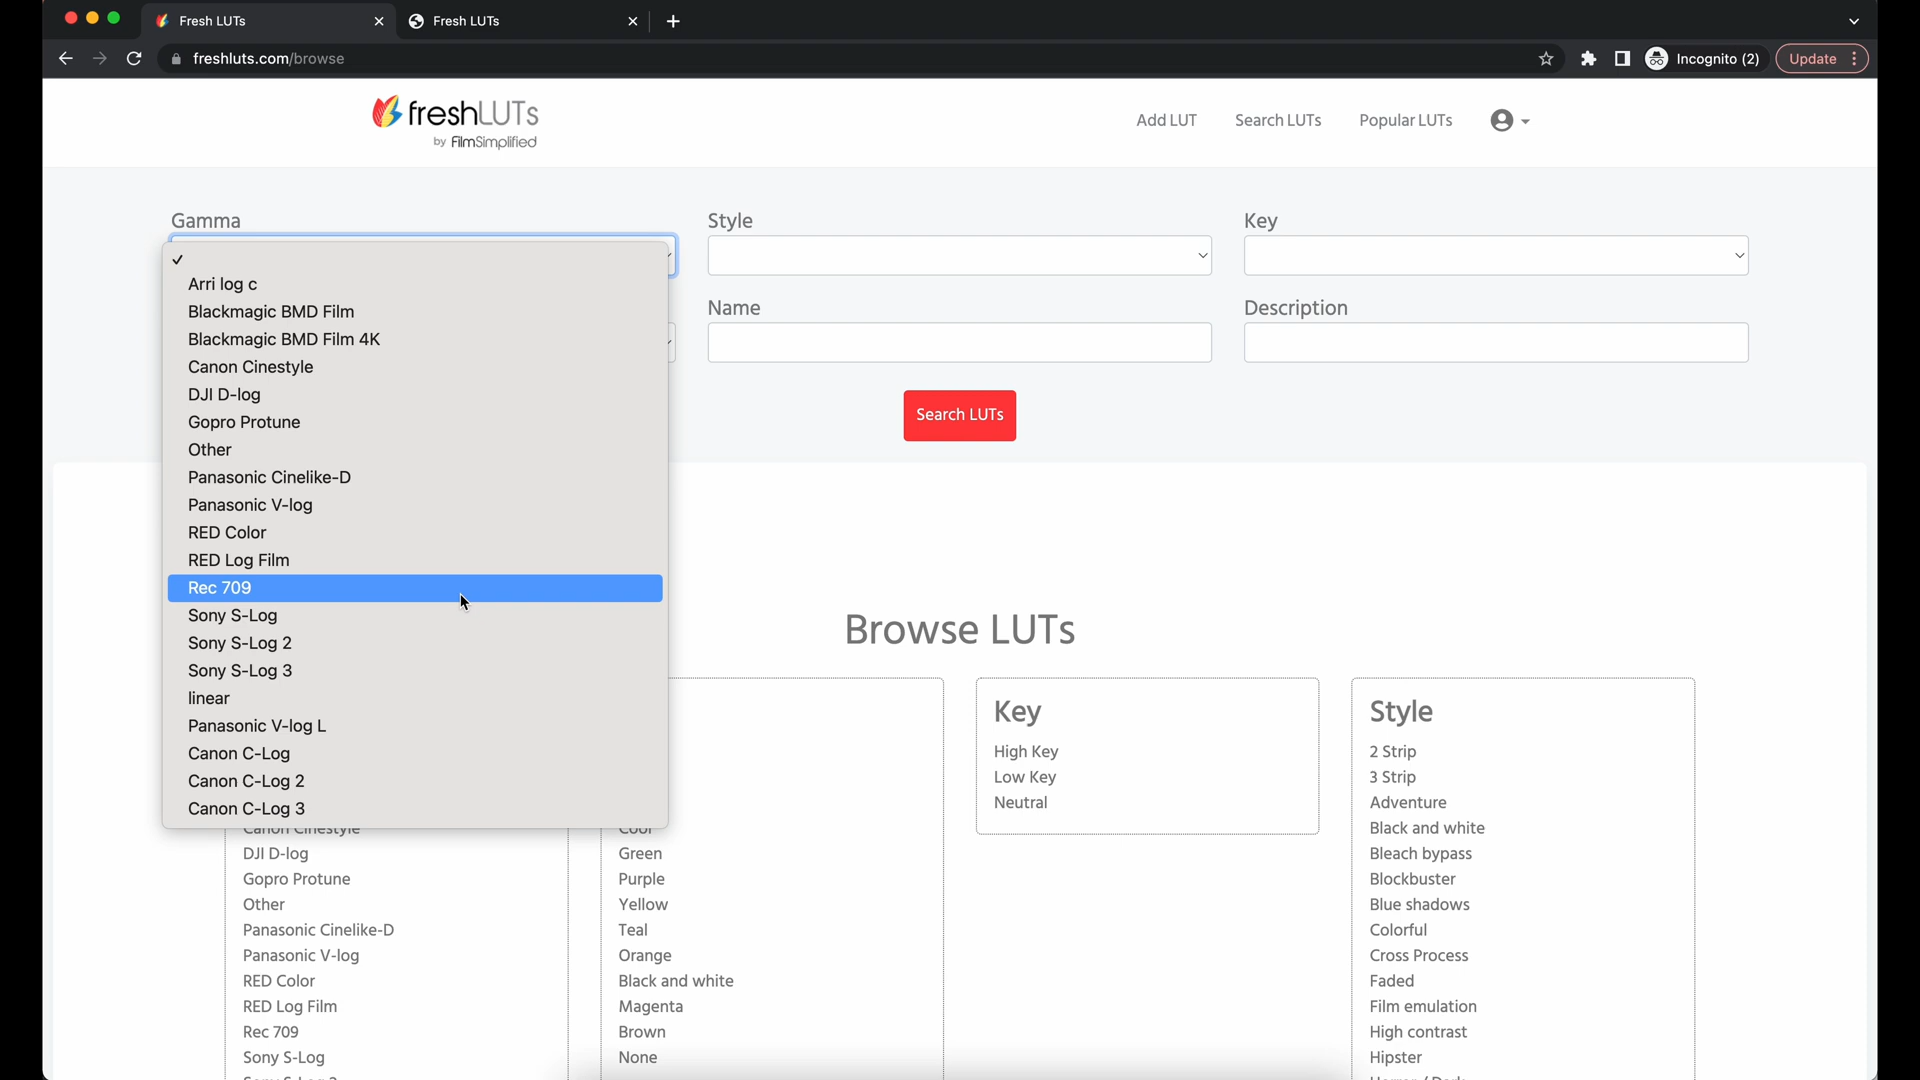 Fresh LUTs
Fresh LUTs
freshluts.com/browse
Incognito (2)
Update
freshLUTs
by FilmSimplified
Add LUT
Search LUTs
Popular LUTs
Gamma
Style
Key
✓
Arri log c
Blackmagic BMD Film
Blackmagic BMD Film 4K
Canon Cinestyle
DJI D-log
Gopro Protune
Other
Panasonic Cinelike-D
Panasonic V-log
RED Color
RED Log Film
Rec 709
Sony S-Log
Sony S-Log 2
Sony S-Log 3
linear
Panasonic V-log L
Canon C-Log
Canon C-Log 2
Canon C-Log 3
Name
Description
Search LUTs
Browse LUTs
Canon Cinestyle
DJI D-log
Gopro Protune
Other
Panasonic Cinelike-D
Panasonic V-log
RED Color
RED Log Film
Rec 709
Sony S-Log
Cool
Green
Purple
Yellow
Teal
Orange
Black and white
Magenta
Brown
None
Key
High Key
Low Key
Neutral
Style
2 Strip
3 Strip
Adventure
Black and white
Bleach bypass
Blockbuster
Blue shadows
Colorful
Cross Process
Faded
Film emulation
High contrast
Hipster